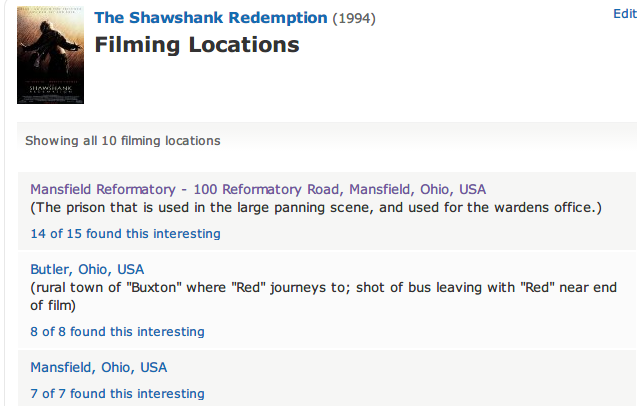 The Shawshank Redemption (1994)
Edit
Filming Locations
SHAWSHANK
Showing all 10 filming locations
Mansfield Reformatory - 100 Reformatory Road, Mansfield, Ohio, USA
(The prison that is used in the large panning scene, and used for the wardens office.)
14 of 15 found this interesting
Butler, Ohio, USA
(rural town of "Buxton" where "Red" journeys to; shot of bus leaving with "Red" near end
of film)
8 of 8 found this interesting
Mansfield, Ohio, USA
7 of 7 found this interesting